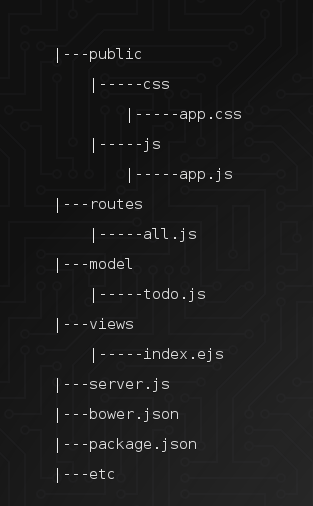 |---public
    |-----css
        |-----app.css
    |-----js
        |-----app.js
|---routes
    |-----all.js
|---model
    |-----todo.js
|---views
    |-----index.ejs
|---server.js
|---bower.json
|---package.json
|---etc